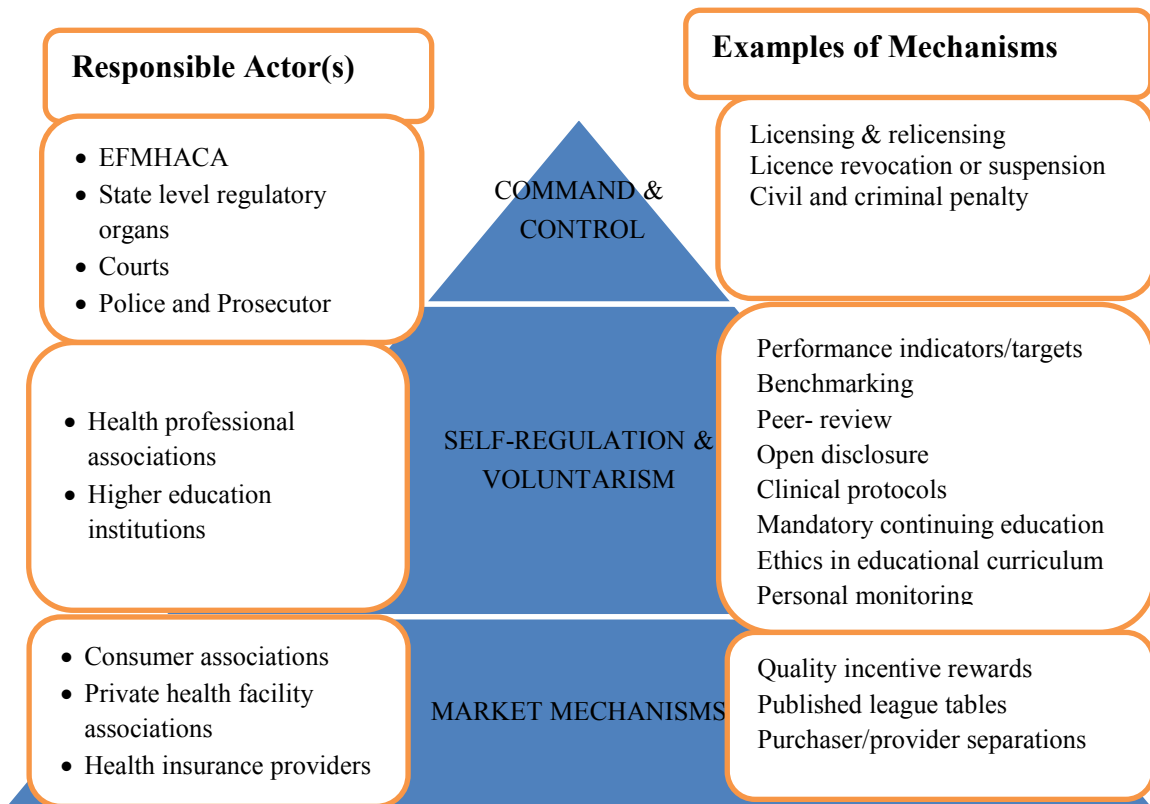 Responsible Actor(s)
Examples of Mechanisms
• EFMHACA
• State level regulatory
organs
• Courts
• Police and Prosecutor
COMMAND &
CONTROL
Licensing & relicensing
Licence revocation or suspension
Civil and criminal penalty
• Health professional
associations
• Higher education
institutions
SELF-REGULATION &
VOLUNTARISM
Performance indicators/targets
Benchmarking
Peer- review
Open disclosure
Clinical protocols
Mandatory continuing education
Ethics in educational curriculum
Personal monitoring
• Consumer associations
• Private health facility
associations
• Health insurance providers
MARKET MECHANISMS
Quality incentive rewards
Published league tables
Purchaser/provider separations